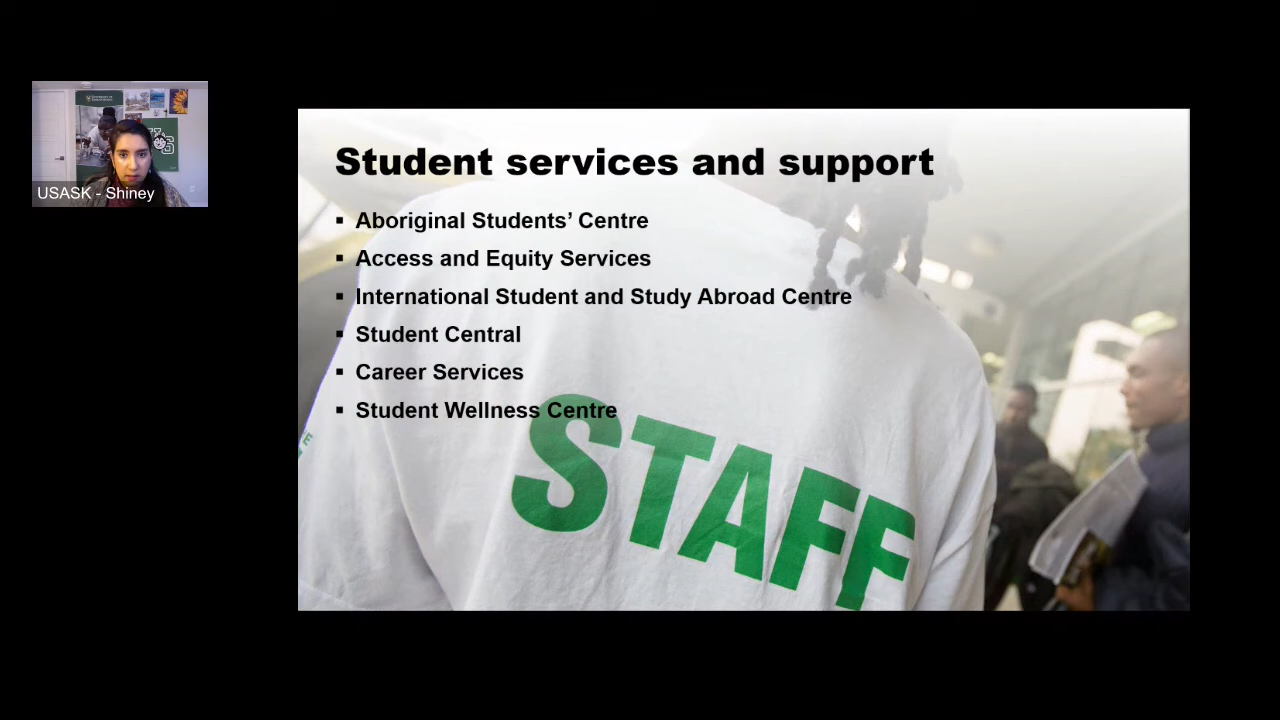 USASK - Shiney
Student services and support
▪ Aboriginal Students’ Centre
▪ Access and Equity Services
▪ International Student and Study Abroad Centre
▪ Student Central
▪ Career Services
▪ Student Wellness Centre
STAFF